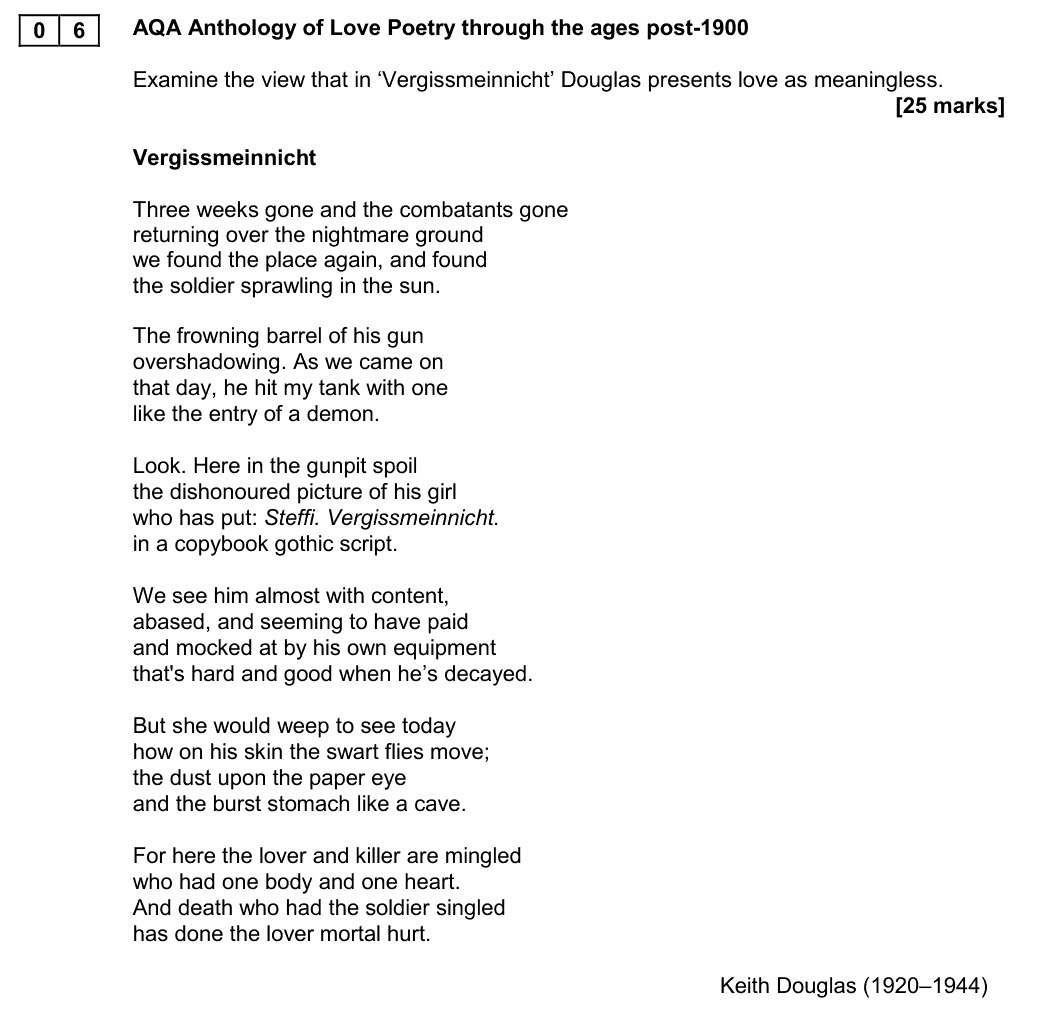 0 6 AQA Anthology of Love Poetry through the ages post-1900
Examine the view that in ‘Vergissmeinnicht’ Douglas presents love as meaningless.
[25 marks]
Vergissmeinnicht
Three weeks gone and the combatants gone
returning over the nightmare ground
we found the place again, and found
the soldier sprawling in the sun.
The frowning barrel of his gun
overshadowing. As we came on
that day, he hit my tank with one
like the entry of a demon.
Look. Here in the gunpit spoil
the dishonoured picture of his girl
who has put: Steffi. Vergissmeinnicht.
in a copybook gothic script.
We see him almost with content,
abased, and seeming to have paid
and mocked at by his own equipment
that's hard and good when he’s decayed.
But she would weep to see today
how on his skin the swart flies move;
the dust upon the paper eye
and the burst stomach like a cave.
For here the lover and killer are mingled
who had one body and one heart.
And death who had the soldier singled
has done the lover mortal hurt.
Keith Douglas (1920–1944)